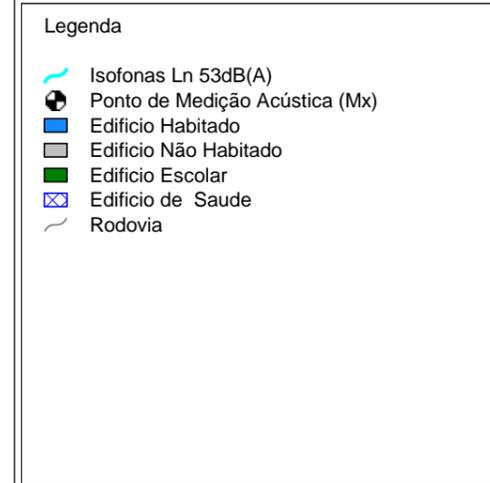 Legenda
Isofonas Ln 53dB(A)
Ponto de Medição Acústica (Mx)
Edificio Habitado
Edificio Não Habitado
Edificio Escolar
Edificio de  Saude
Rodovia